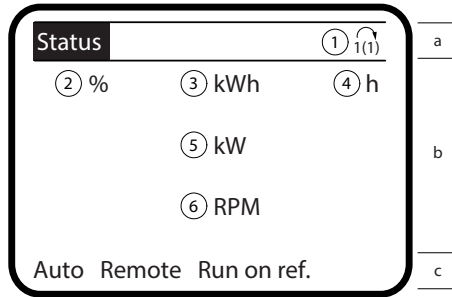 Status ① 1(1) a
② % ③ kWh ④ h
⑤ kW b
⑥ RPM
Auto Remote Run on ref. c